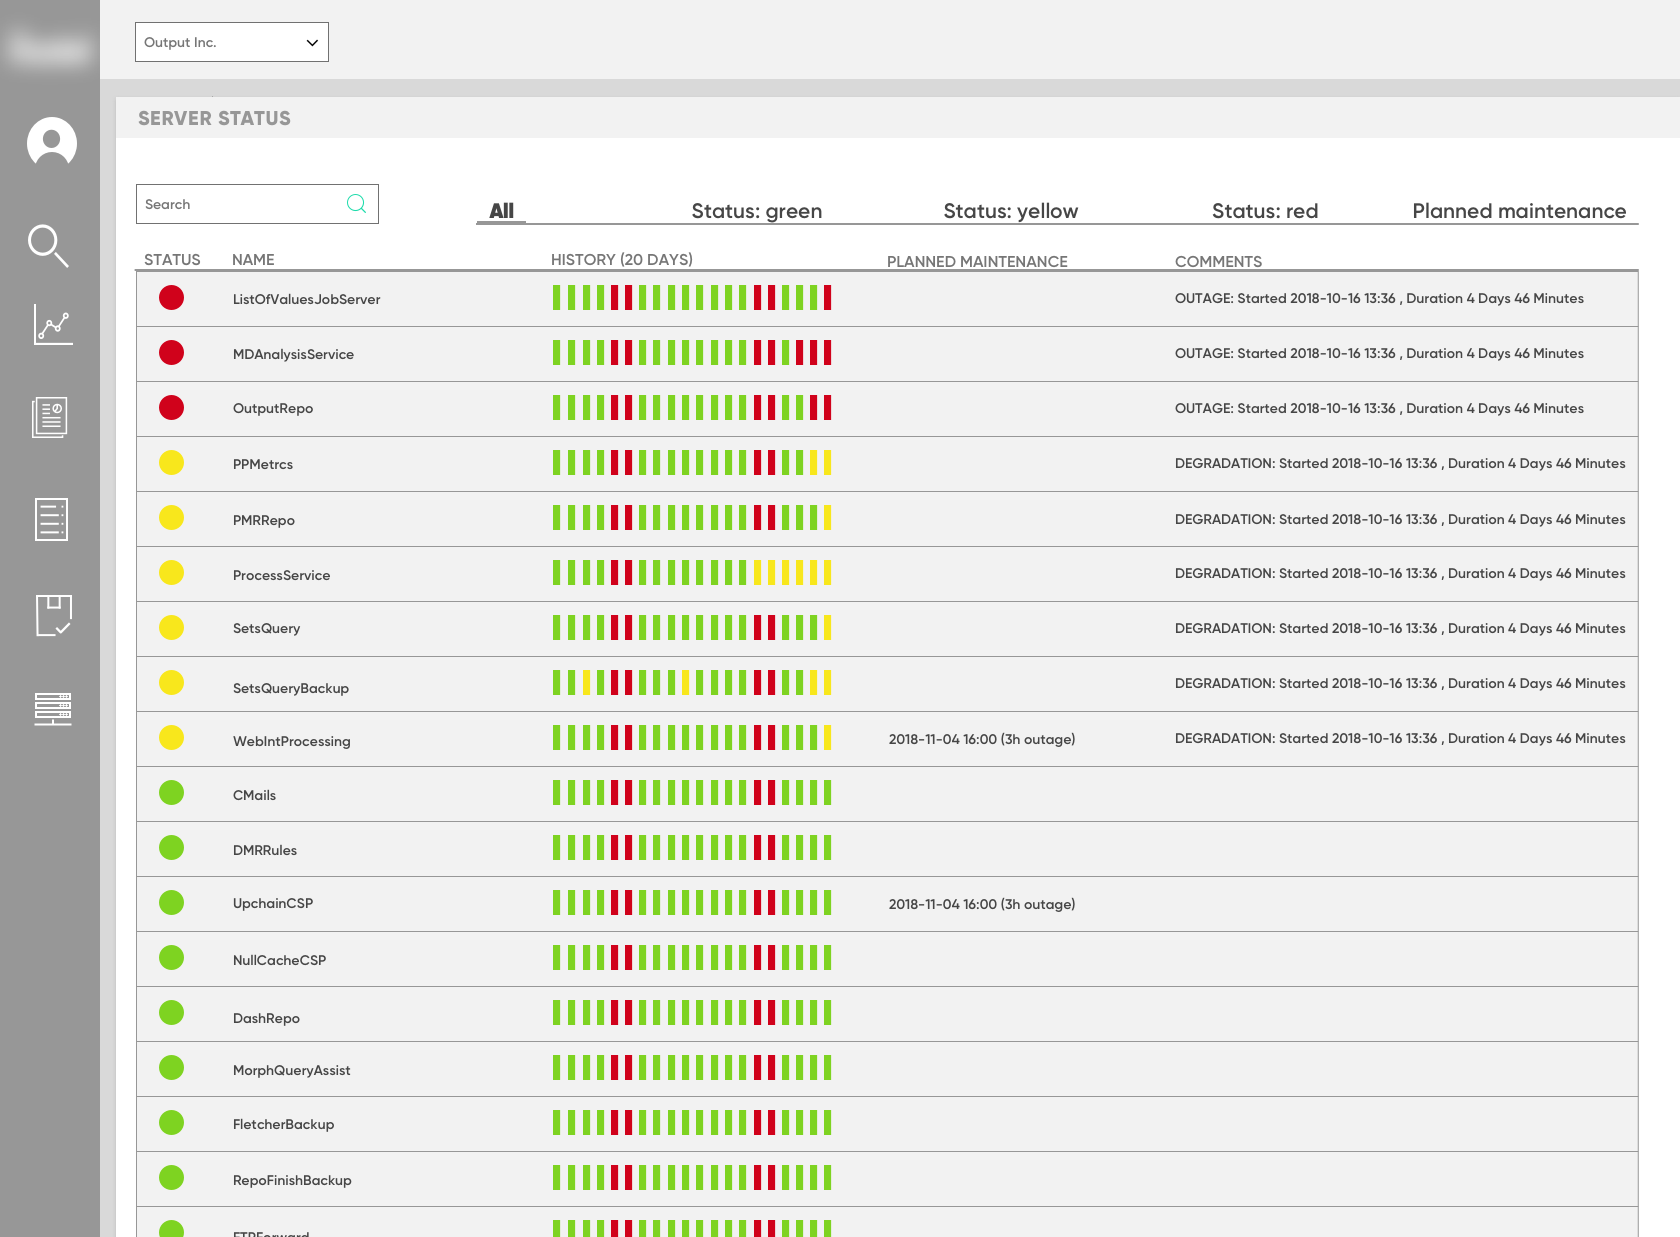 Output Inc.
SERVER STATUS
Search
All Status: green Status: yellow Status: red Planned maintenance
STATUS NAME HISTORY (20 DAYS) PLANNED MAINTENANCE COMMENTS
ListOfValuesJobServer OUTAGE: Started 2018-10-16 13:36 , Duration 4 Days 46 Minutes
MDAnalysisService OUTAGE: Started 2018-10-16 13:36 , Duration 4 Days 46 Minutes
OutputRepo OUTAGE: Started 2018-10-16 13:36 , Duration 4 Days 46 Minutes
PPMetrcs DEGRADATION: Started 2018-10-16 13:36 , Duration 4 Days 46 Minutes
PMRRepo DEGRADATION: Started 2018-10-16 13:36 , Duration 4 Days 46 Minutes
ProcessService DEGRADATION: Started 2018-10-16 13:36 , Duration 4 Days 46 Minutes
SetsQuery DEGRADATION: Started 2018-10-16 13:36 , Duration 4 Days 46 Minutes
SetsQueryBackup DEGRADATION: Started 2018-10-16 13:36 , Duration 4 Days 46 Minutes
WebIntProcessing 2018-11-04 16:00 (3h outage) DEGRADATION: Started 2018-10-16 13:36 , Duration 4 Days 46 Minutes
CMails
DMRRules
UpchainCSP 2018-11-04 16:00 (3h outage)
NullCacheCSP
DashRepo
MorphQueryAssist
FletcherBackup
RepoFinishBackup